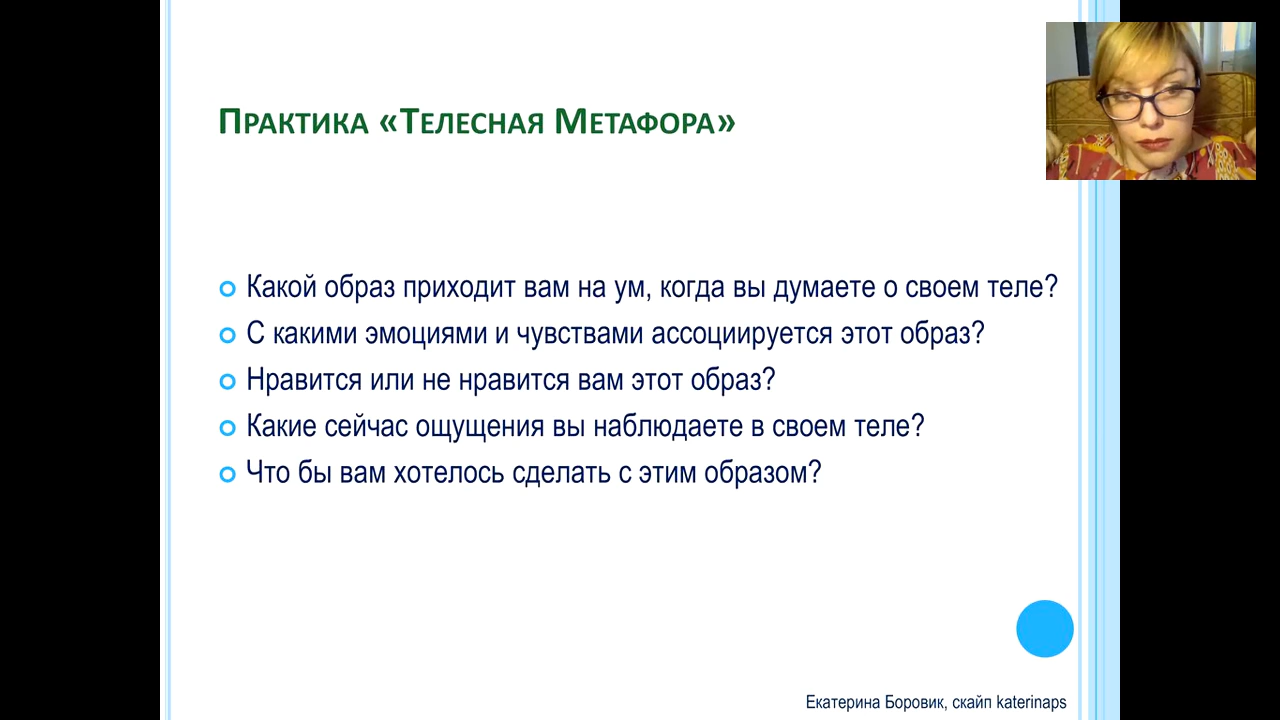 Практика «Телесная Метафора»
Какой образ приходит вам на ум, когда вы думаете о своем теле?
С какими эмоциями и чувствами ассоциируется этот образ?
Нравится или не нравится вам этот образ?
Какие сейчас ощущения вы наблюдаете в своем теле?
Что бы вам хотелось сделать с этим образом?
Екатерина Боровик, скайп katerinaps